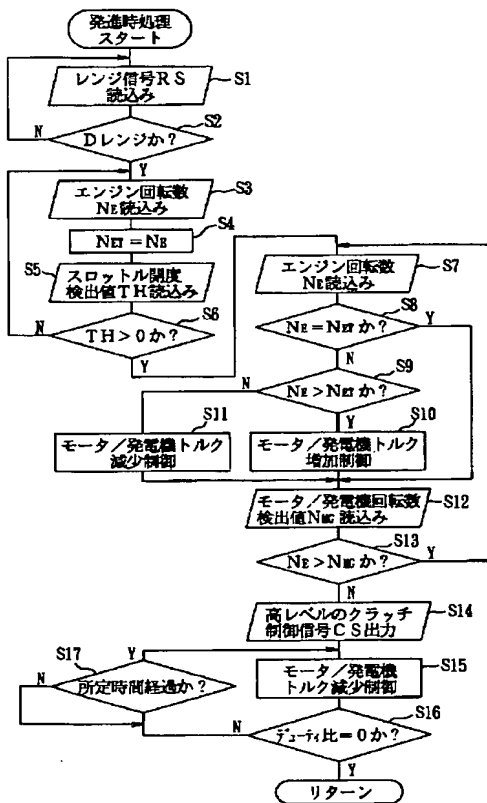 発進時処理
スタート
レンジ信号RS
読込み
S1
Dレンジか?
S2
N
Y
エンジン回転数
NE読込み
S3
NET=NE
S4
スロットル開度
検出値TH読込み
S5
TH>0か?
S6
N
Y
エンジン回転数
NE読込み
S7
NE=NETか?
S8
Y
N
NE>NETか?
S9
N
Y
モータ/発電機トルク
減少制御
S11
モータ/発電機トルク
増加制御
S10
モータ/発電機回転数
検出値NMG読込み
S12
NE>NMGか?
S13
Y
N
高レベルのクラッチ
制御信号CS出力
S14
モータ/発電機
トルク減少制御
S15
所定時間経過か?
S17
Y
N
デューティ比=0か?
S16
N
Y
リターン